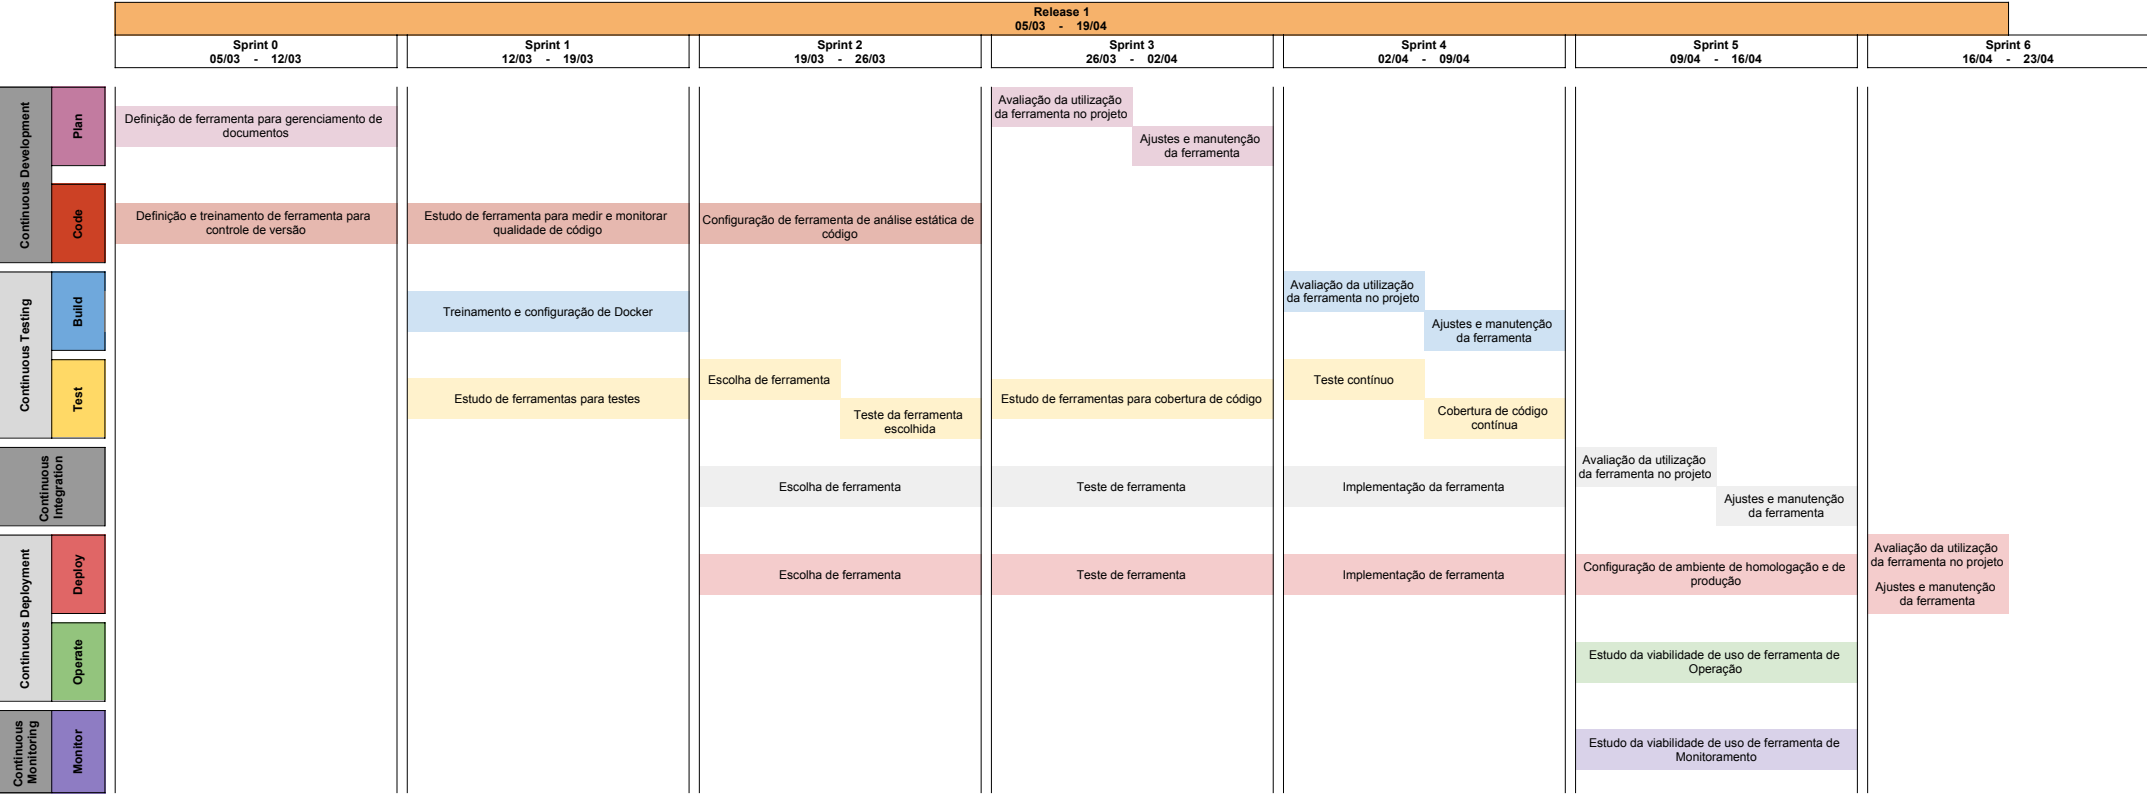 Release 1
05/03 - 19/04
Sprint 0
05/03 - 12/03
Sprint 1
12/03 - 19/03
Sprint 2
19/03 - 26/03
Sprint 3
26/03 - 02/04
Sprint 4
02/04 - 09/04
Sprint 5
09/04 - 16/04
Sprint 6
16/04 - 23/04
Continuous Development
Plan
Definição de ferramenta para gerenciamento de
documentos
Avaliação da utilização
da ferramenta no projeto
Ajustes e manutenção
da ferramenta
Code
Definição e treinamento de ferramenta para
controle de versão
Estudo de ferramenta para medir e monitorar
qualidade de código
Configuração de ferramenta de análise estática de
código
Continuous Testing
Build
Treinamento e configuração de Docker
Avaliação da utilização
da ferramenta no projeto
Ajustes e manutenção
da ferramenta
Test
Estudo de ferramentas para testes
Escolha de ferramenta
Teste da ferramenta
escolhida
Estudo de ferramentas para cobertura de código
Teste contínuo
Cobertura de código
contínua
Continuous
Integration
Escolha de ferramenta
Teste de ferramenta
Implementação da ferramenta
Avaliação da utilização
da ferramenta no projeto
Ajustes e manutenção
da ferramenta
Continuous Deployment
Deploy
Escolha de ferramenta
Teste de ferramenta
Implementação de ferramenta
Configuração de ambiente de homologação e de
produção
Avaliação da utilização
da ferramenta no projeto
Ajustes e manutenção
da ferramenta
Operate
Estudo da viabilidade de uso de ferramenta de
Operação
Continuous
Monitoring
Monitor
Estudo da viabilidade de uso de ferramenta de
Monitoramento